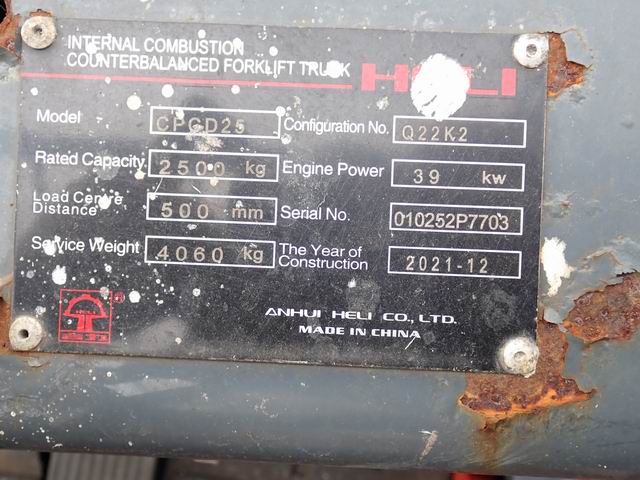 INTERNAL COMBUSTION
COUNTERBALANCED FORKLIFT TRUCK
HELI
Model CPCD25 Configuration No. Q22K2
Rated Capacity 2500 kg Engine Power 39 kw
Load Centre Distance 500 mm Serial No. 010252P7703
Service Weight 4060 kg The Year of Construction 2021-12
HELI
®
ANHUI HELI CO., LTD.
MADE IN CHINA